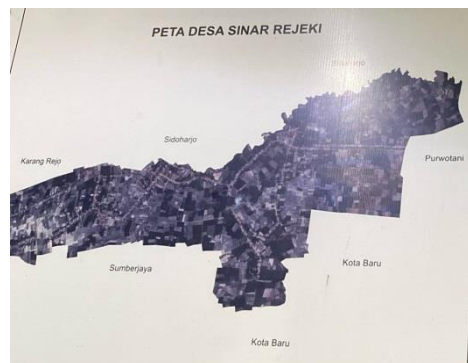 PETA DESA SINAR REJEKI
Sidoharjo
Karang Rejo
Purwotani
Sumberjaya
Kota Baru
Kota Baru